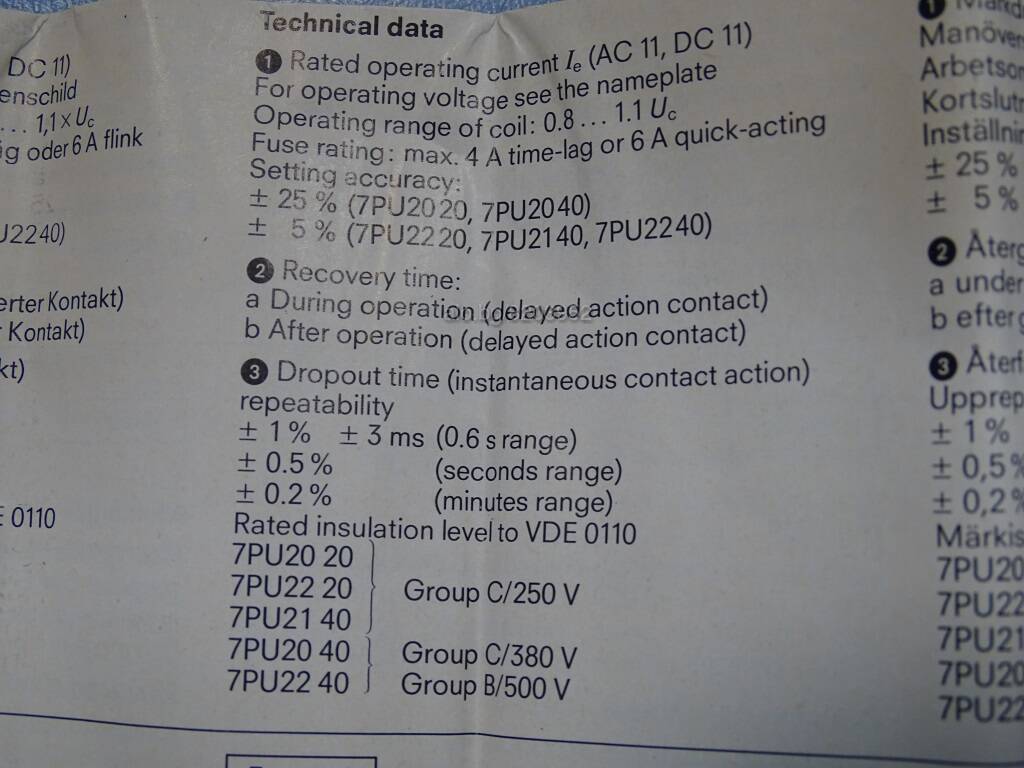 DC 11)
enschild
... 1,1 x Uc
ig oder 6 A flink
J2240)
erter Kontakt)
r Kontakt)
kt)
E 0110
Technical data
❶ Rated operating current Ie (AC 11, DC 11)
For operating voltage see the nameplate
Operating range of coil: 0.8 ... 1.1 Uc
Fuse rating: max. 4 A time-lag or 6 A quick-acting
Setting accuracy:
± 25 % (7PU20 20, 7PU20 40)
± 5 % (7PU22 20, 7PU21 40, 7PU22 40)
❷ Recovery time:
a During operation (delayed action contact)
b After operation (delayed action contact)
❸ Dropout time (instantaneous contact action)
repeatability
± 1 % ± 3 ms (0.6 s range)
± 0.5 % (seconds range)
± 0.2 % (minutes range)
Rated insulation level to VDE 0110
7PU20 20
7PU22 20 Group C/250 V
7PU21 40
7PU20 40 Group C/380 V
7PU22 40 Group B/500 V
❶ Märk
Manöver
Arbetsor
Kortslutn
Inställnin
± 25 %
± 5 %
❷ Återg
a under
b efter g
❸ Återf
Upprep
± 1 %
± 0,5 %
± 0,2 %
Märkis
7PU20
7PU22
7PU21
7PU20
7PU22